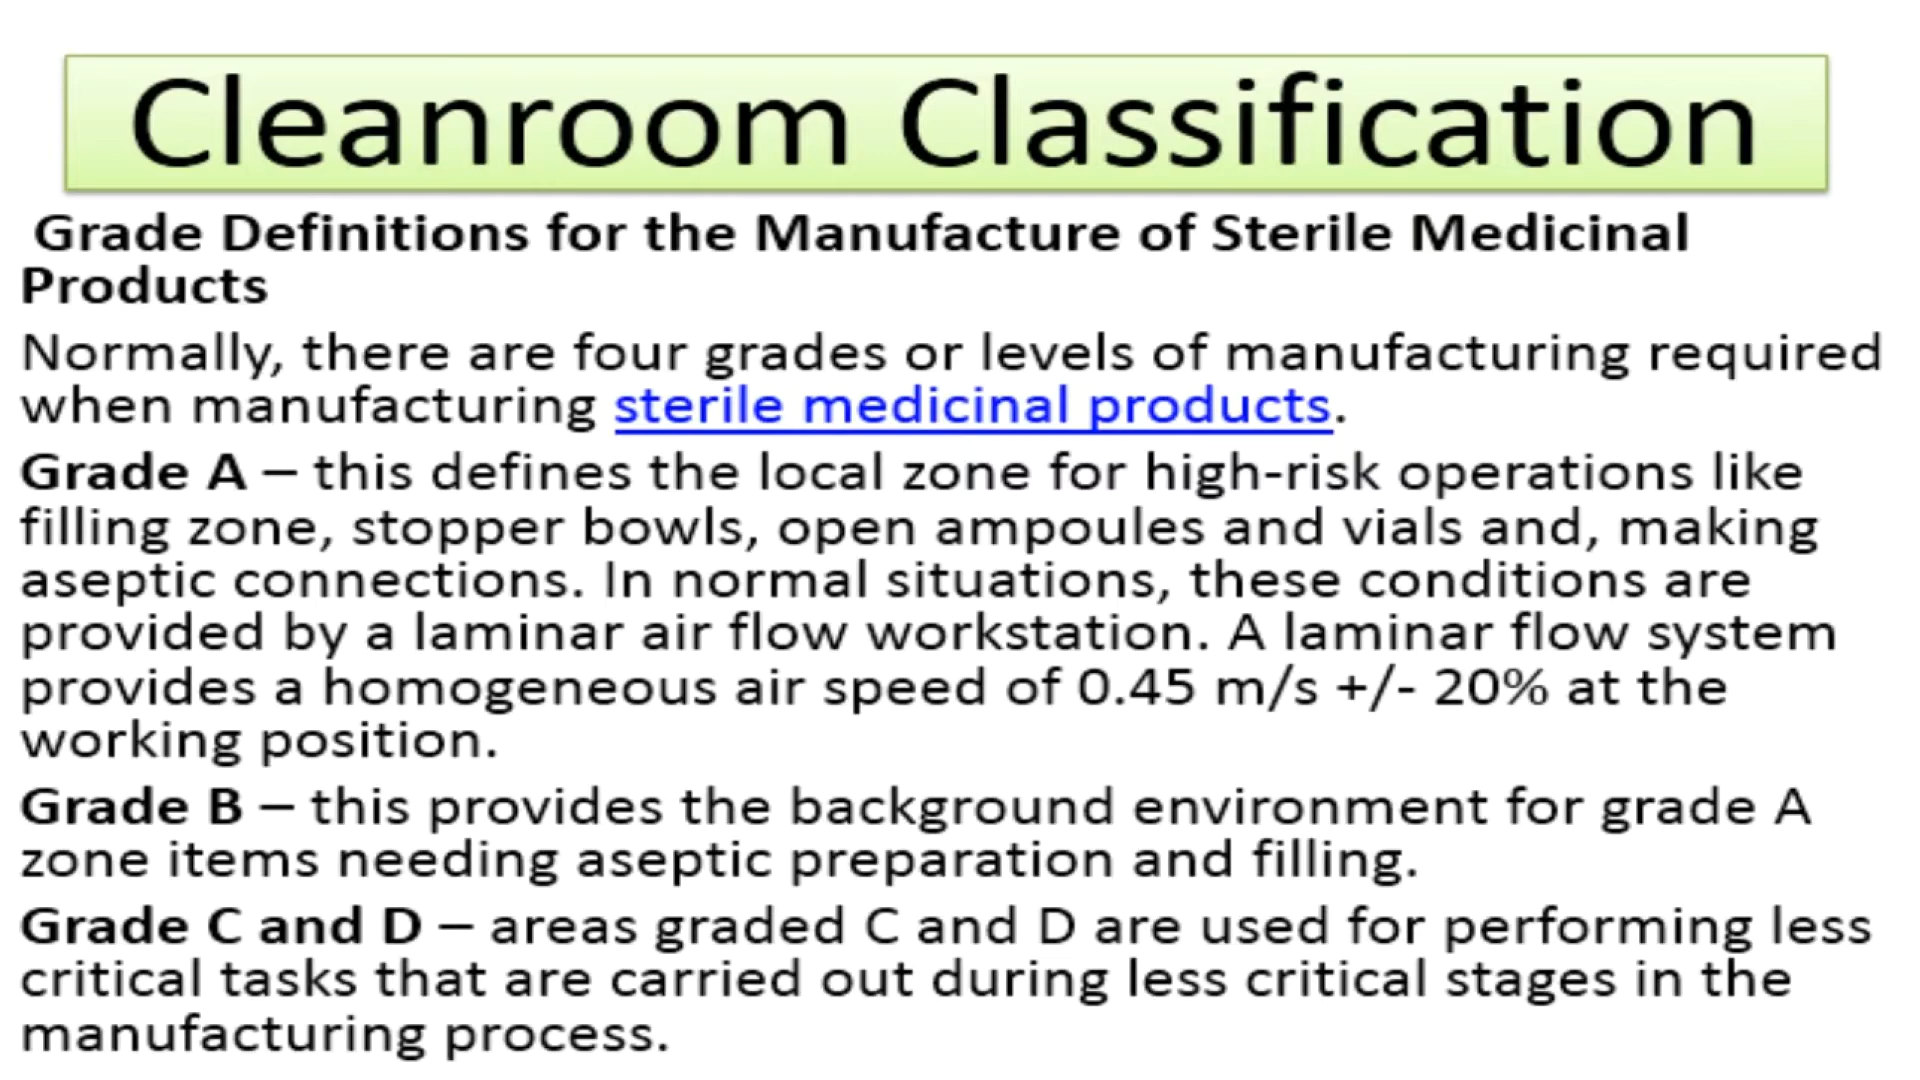 Cleanroom Classification
Grade Definitions for the Manufacture of Sterile Medicinal
Products
Normally, there are four grades or levels of manufacturing required
when manufacturing sterile medicinal products.
Grade A – this defines the local zone for high-risk operations like
filling zone, stopper bowls, open ampoules and vials and, making
aseptic connections. In normal situations, these conditions are
provided by a laminar air flow workstation. A laminar flow system
provides a homogeneous air speed of 0.45 m/s +/- 20% at the
working position.
Grade B – this provides the background environment for grade A
zone items needing aseptic preparation and filling.
Grade C and D – areas graded C and D are used for performing less
critical tasks that are carried out during less critical stages in the
manufacturing process.